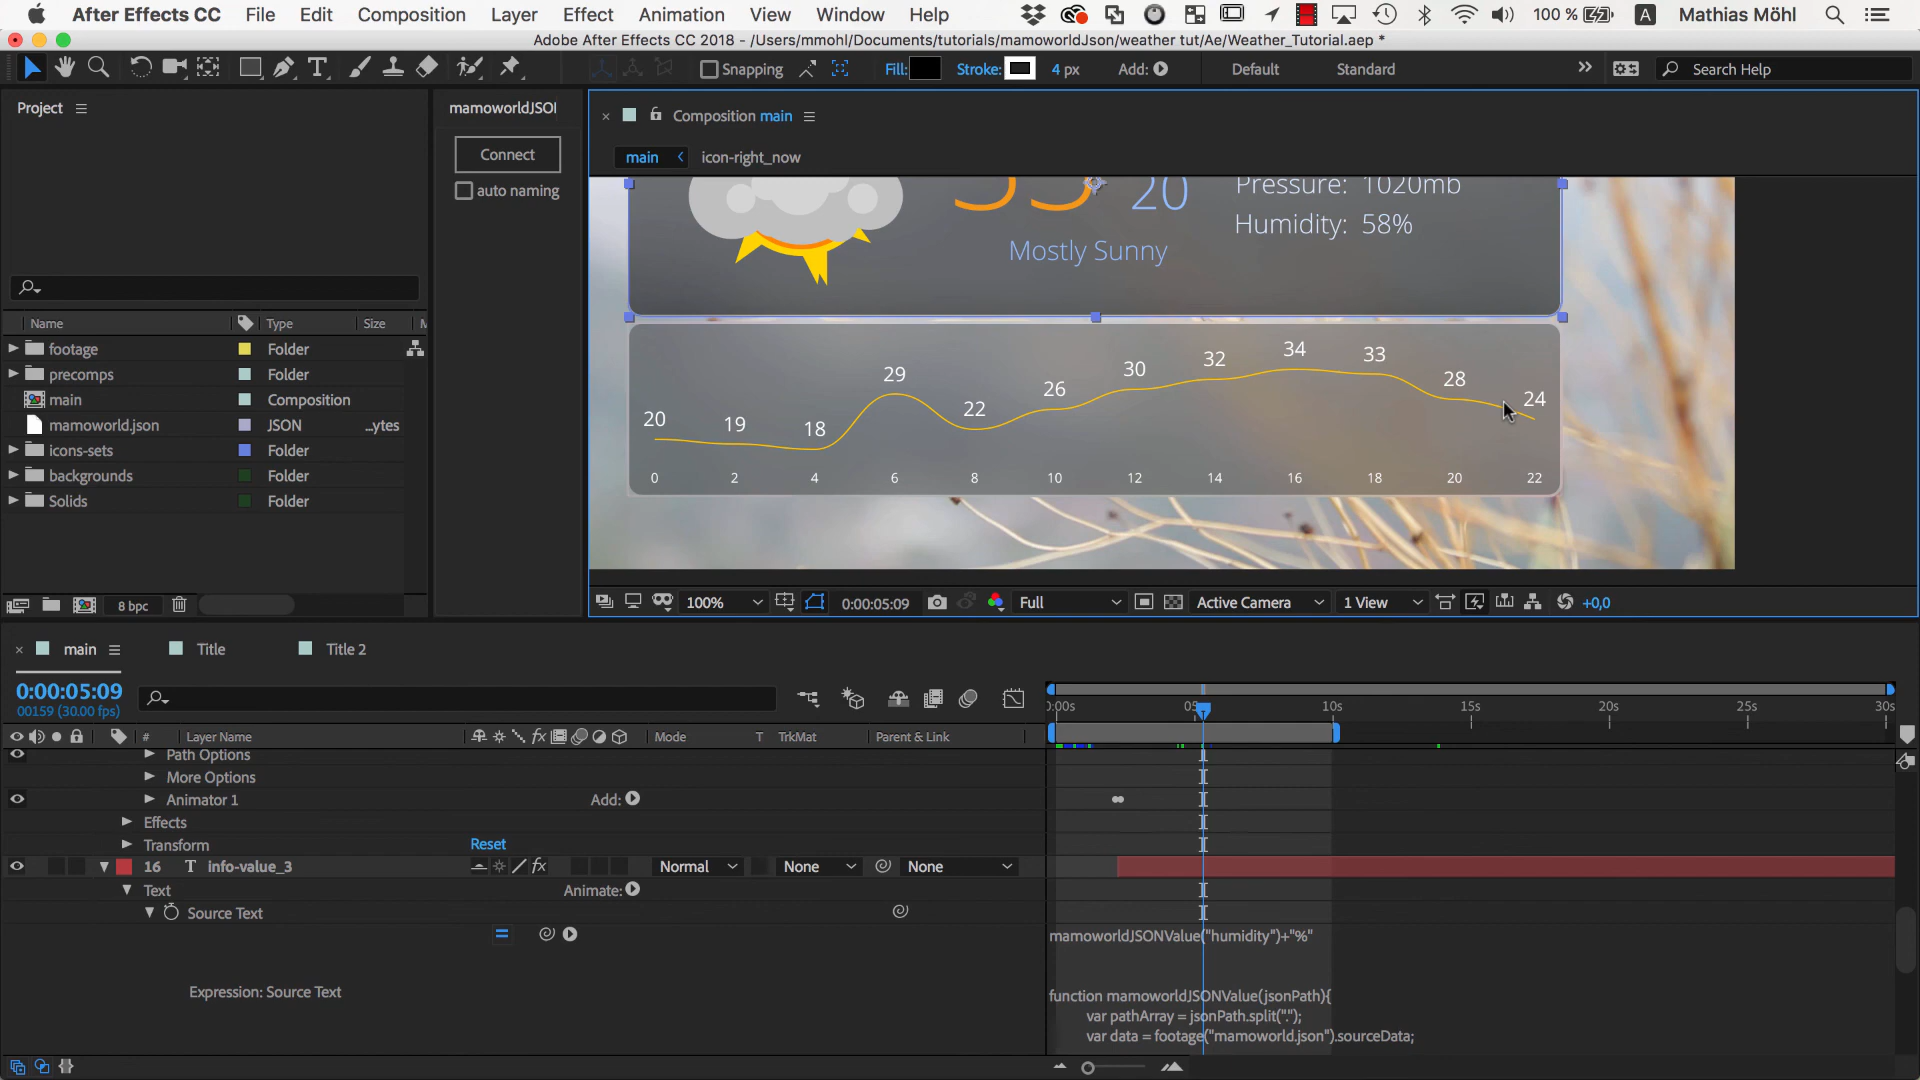 After Effects CC File Edit Composition Layer Effect Animation View Window Help 100 % A Mathias Möhl
Adobe After Effects CC 2018 - /Users/mmohl/Documents/tutorials/mamoworldJson/weather tut/Ae/Weather_Tutorial.aep *
Snapping Fill: Stroke: 4 px Add: Default Standard Search Help
Project
mamoworldJSON
Connect
auto naming
Composition main
main icon-right_now
Name Type Size
footage Folder
precomps Folder
main Composition
mamoworld.json JSON ...ytes
icons-sets Folder
backgrounds Folder
Solids Folder
8 bpc
20 Pressure: 1020mb
Humidity: 58%
Mostly Sunny
20 19 18 29 22 26 30 32 34 33 28 24
0 2 4 6 8 10 12 14 16 18 20 22
100% 0:00:05:09 Full Active Camera 1 View +0,0
main Title Title 2
0:00:05:09
00159 (30.00 fps)
0:00s 05s 10s 15s 20s 25s 30s
# Layer Name Mode T TrkMat Parent & Link
Path Options
More Options
Animator 1 Add:
Effects
Transform Reset
16 T info-value_3 Normal None None
Text Animate:
Source Text
mamoworldJSONValue("humidity")+"%"
Expression: Source Text
function mamoworldJSONValue(jsonPath){
var pathArray = jsonPath.split(".");
var data = footage("mamoworld.json").sourceData;